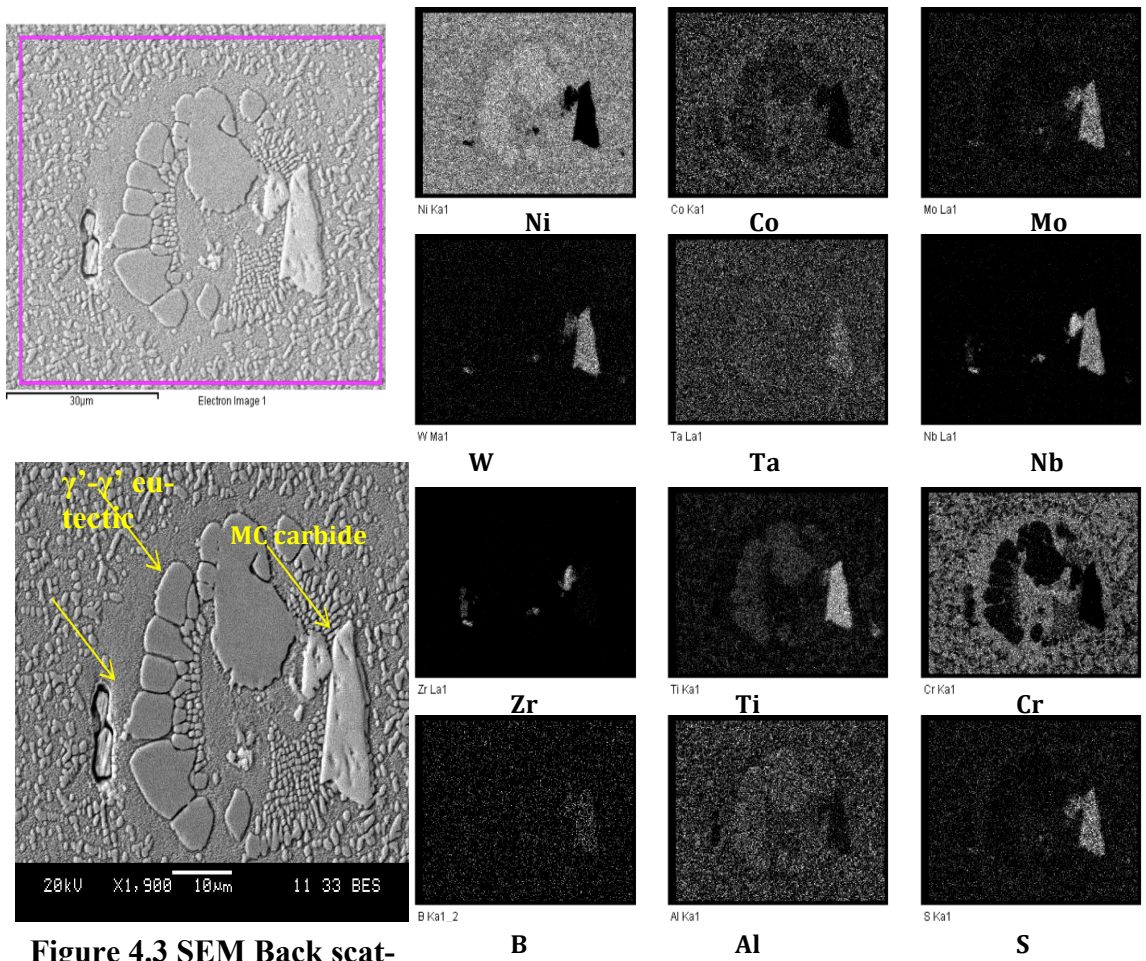 30µm Electron Image 1
Ni Ka1
Ni
Co Ka1
Co
Mo La1
Mo
W Ma1
W
Ta La1
Ta
Nb La1
Nb
γ’-γ’ eu-
tectic
MC carbide
20kU X1,900 10µm 11 33 BES
Zr La1
Zr
Ti Ka1
Ti
Cr Ka1
Cr
B Ka1_2
B
Al Ka1
Al
S Ka1
S
Figure 4.3 SEM Back scat-